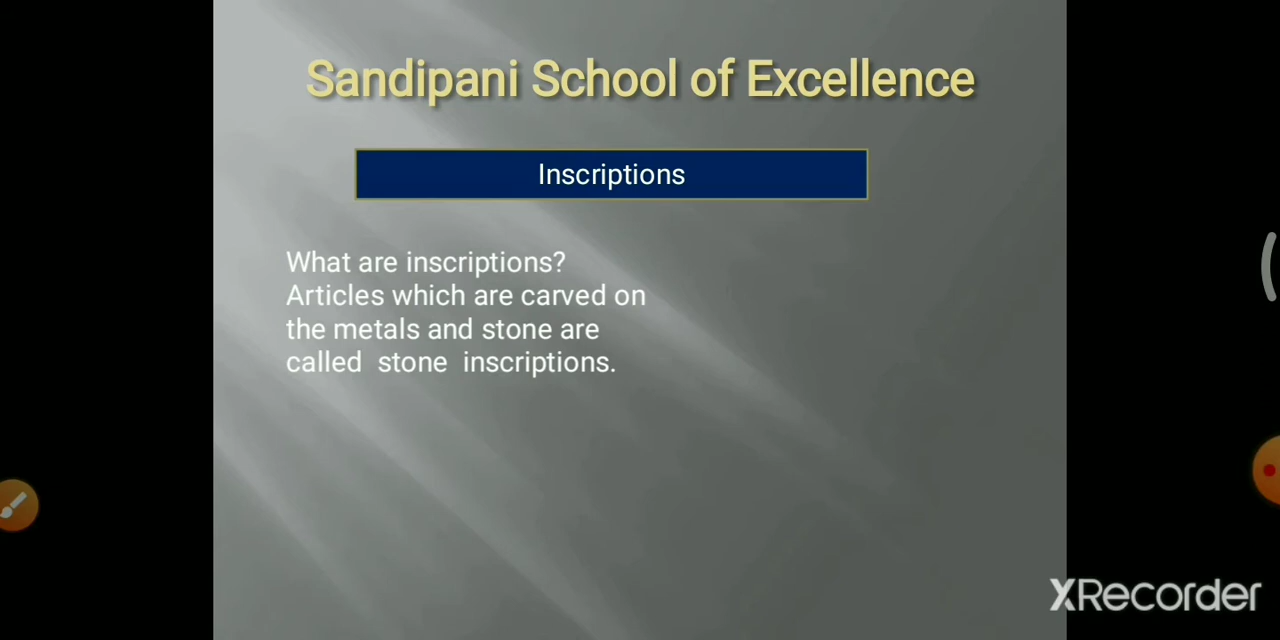 Sandipani School of Excellence
Inscriptions
What are inscriptions?
Articles which are carved on
the metals and stone are
called stone inscriptions.
XRecorder